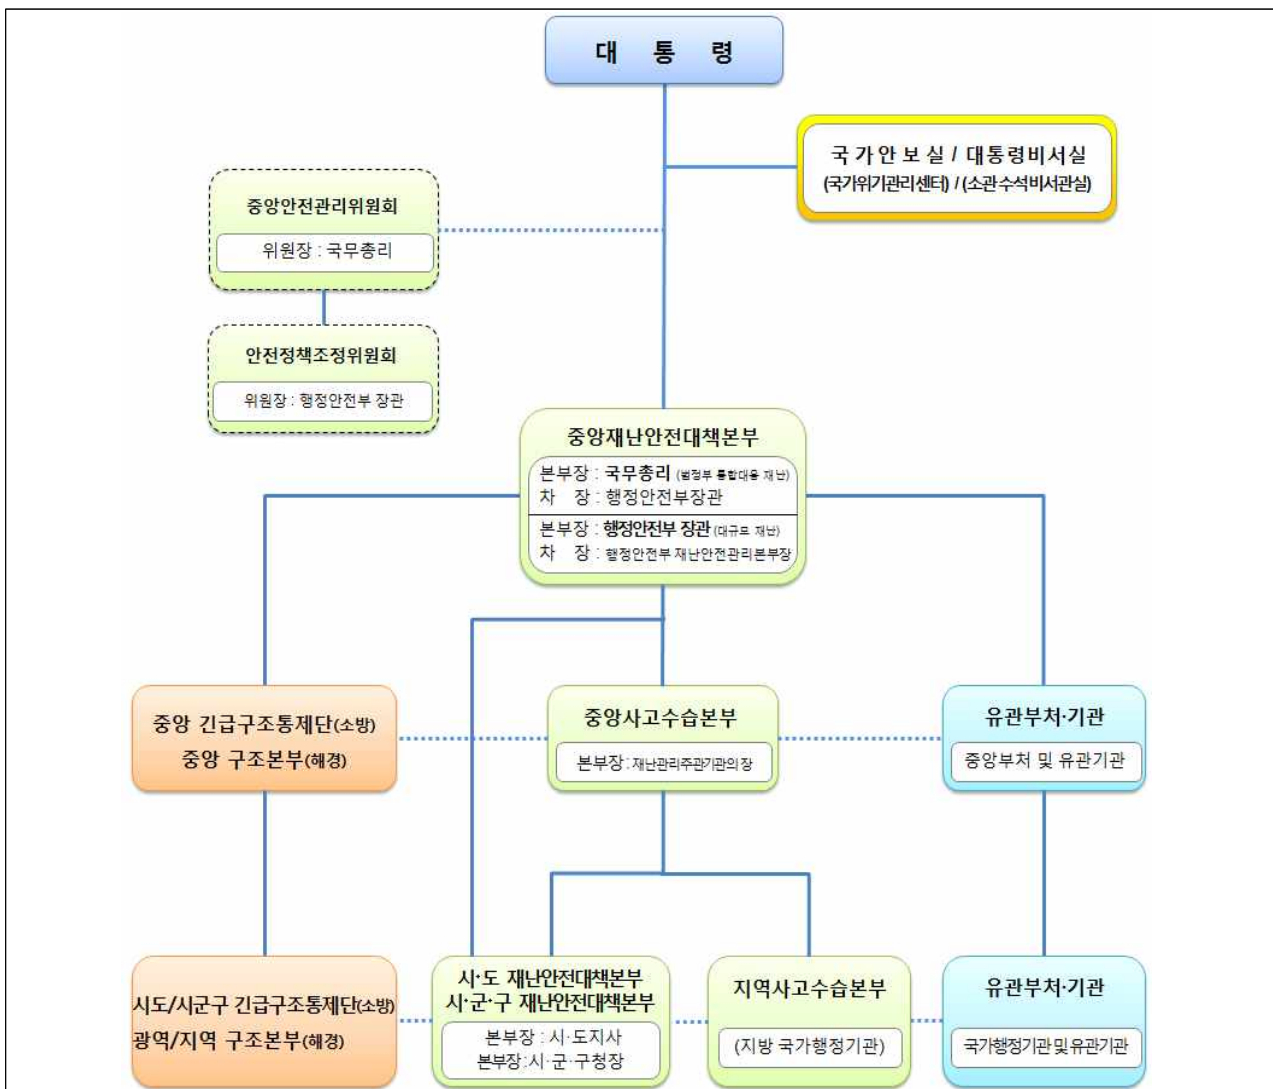 대 통 령
국 가 안 보 실 / 대 통령비서실
(국가위기관리센터) / (소관 수석비서관실)
중앙안전관리위원회
위원장 : 국무총리
안전정책조정위원회
위원장 : 행정안전부 장관
중앙재난안전대책본부
본부장 : 국무총리 (범정부 통합대응 재난)
차 장 : 행정안전부장관
본부장 : 행정안전부 장관 (대규모 재난)
차 장 : 행정안전부 재난안전관리본부장
중앙 긴급구조통제단(소방)
중앙 구조본부(해경)
중앙사고수습본부
본부장 : 재난관리주관기관의 장
유관부처·기관
중앙부처 및 유관기관
시도/시군구 긴급구조통제단(소방)
광역/지역 구조본부(해경)
시·도 재난안전대책본부
시·군·구 재난안전대책본부
본부장 : 시·도지사
본부장 : 시·군·구청장
지역사고수습본부
(지방 국가행정기관)
유관부처·기관
국가행정기관 및 유관기관